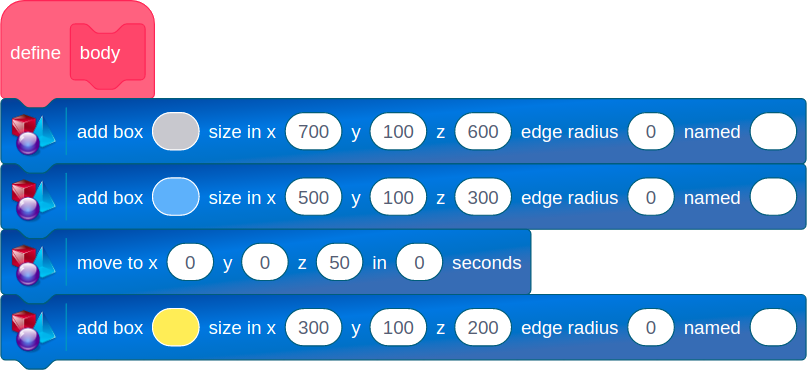 define body
add box size in x 700 y 100 z 600 edge radius 0 named
add box size in x 500 y 100 z 300 edge radius 0 named
move to x 0 y 0 z 50 in 0 seconds
add box size in x 300 y 100 z 200 edge radius 0 named